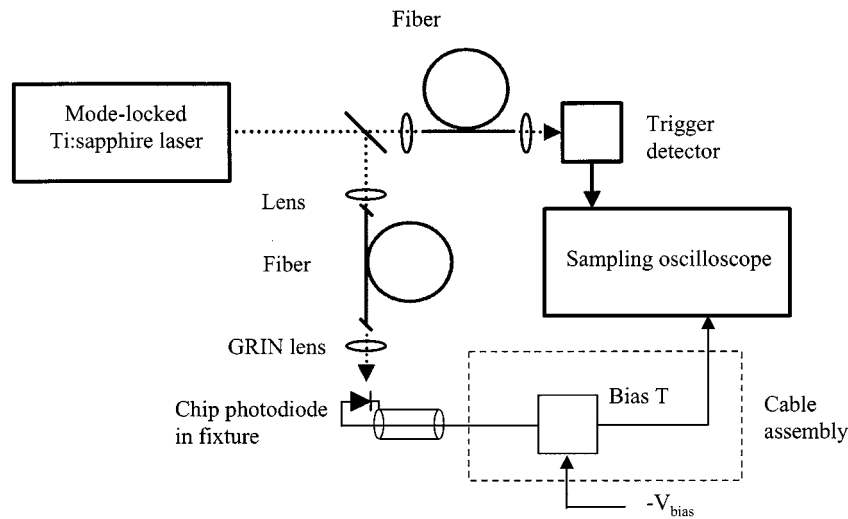 Fiber
Mode-locked
Ti:sapphire laser
Trigger
detector
Lens
Fiber
Sampling oscilloscope
GRIN lens
Chip photodiode
in fixture
Bias T
Cable
assembly
-Vbias